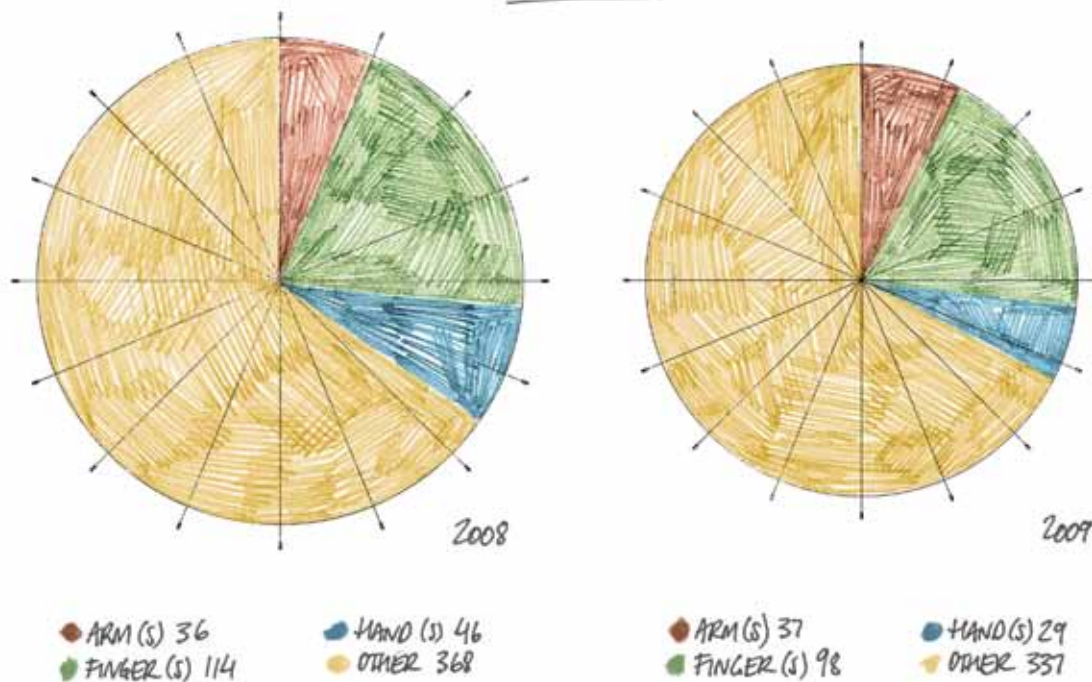 2008
2009
ARM(S) 36
HAND(S) 46
FINGER(S) 114
OTHER 368
ARM(S) 37
HAND(S) 29
FINGER(S) 98
OTHER 337